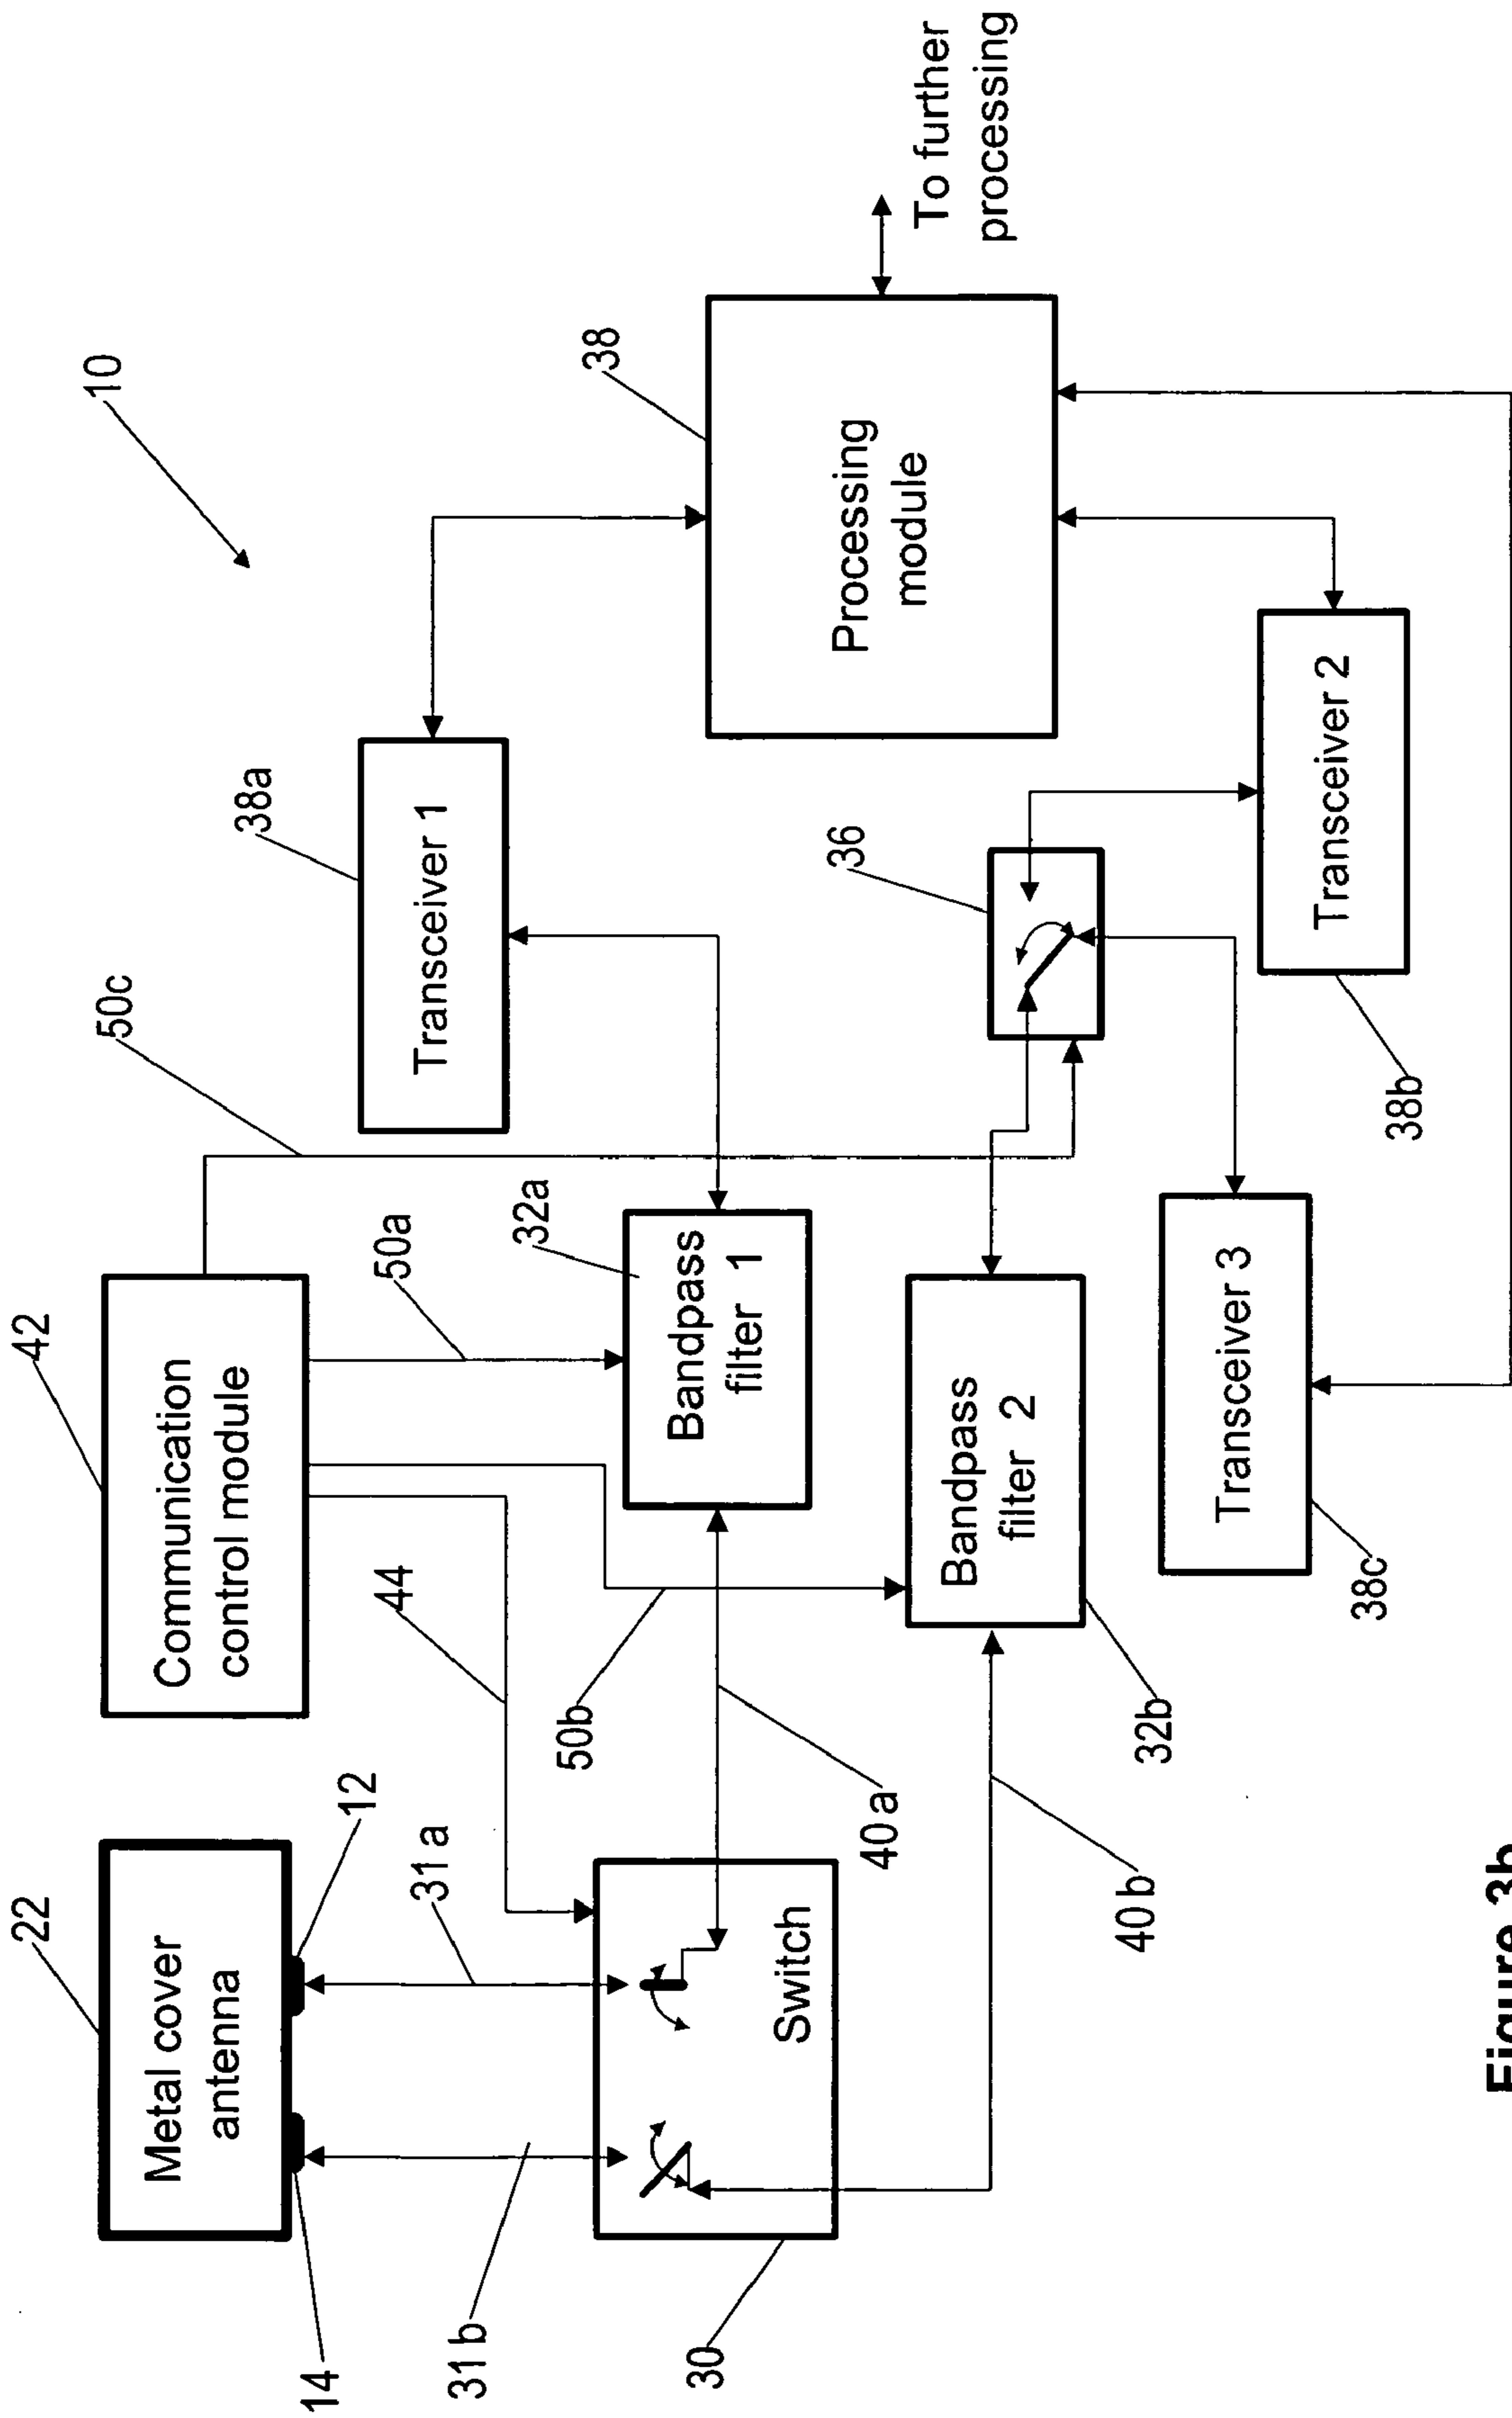 22
Metal cover
antenna
14
12
31b
31a
30
Switch
42
Communication
control module
44
50a
50b
50c
40a
40b
32a
Bandpass
filter 1
Bandpass
filter 2
32b
38a
Transceiver 1
36
Transceiver 2
38b
Transceiver 3
38c
10
38
Processing
module
To further
processing
Figure 3b